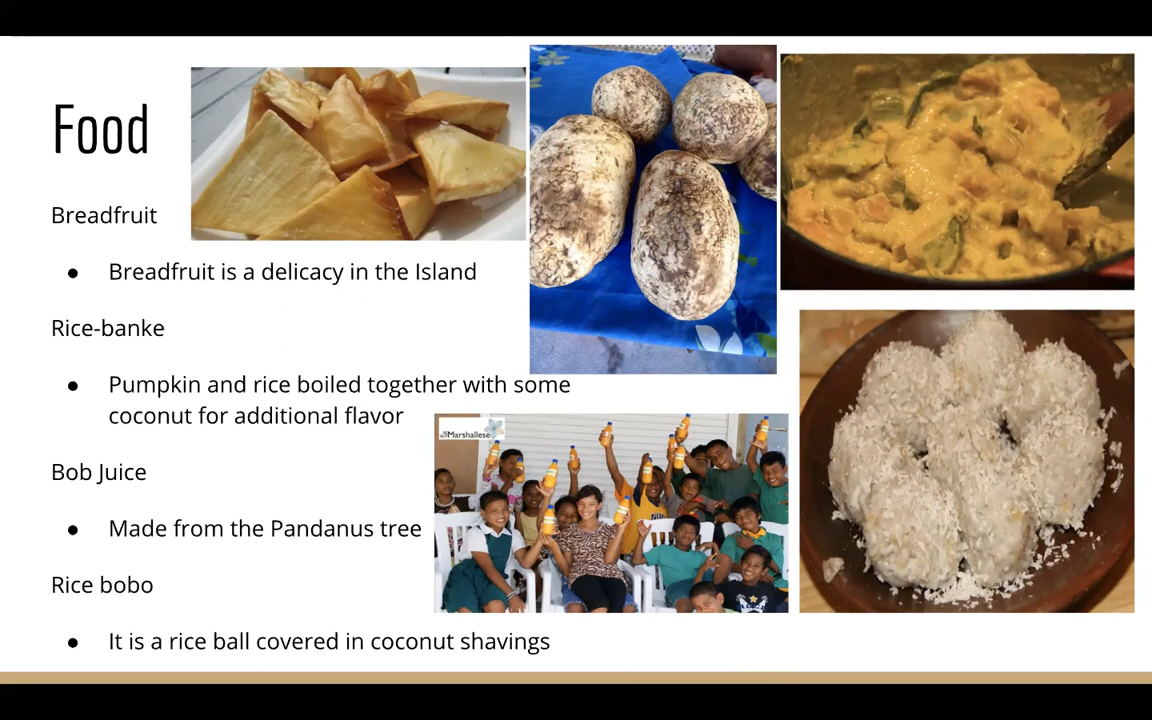 Food
Breadfruit
● Breadfruit is a delicacy in the Island
Rice-banke
● Pumpkin and rice boiled together with some
coconut for additional flavor
Marshallese
Bob Juice
● Made from the Pandanus tree
Rice bobo
● It is a rice ball covered in coconut shavings